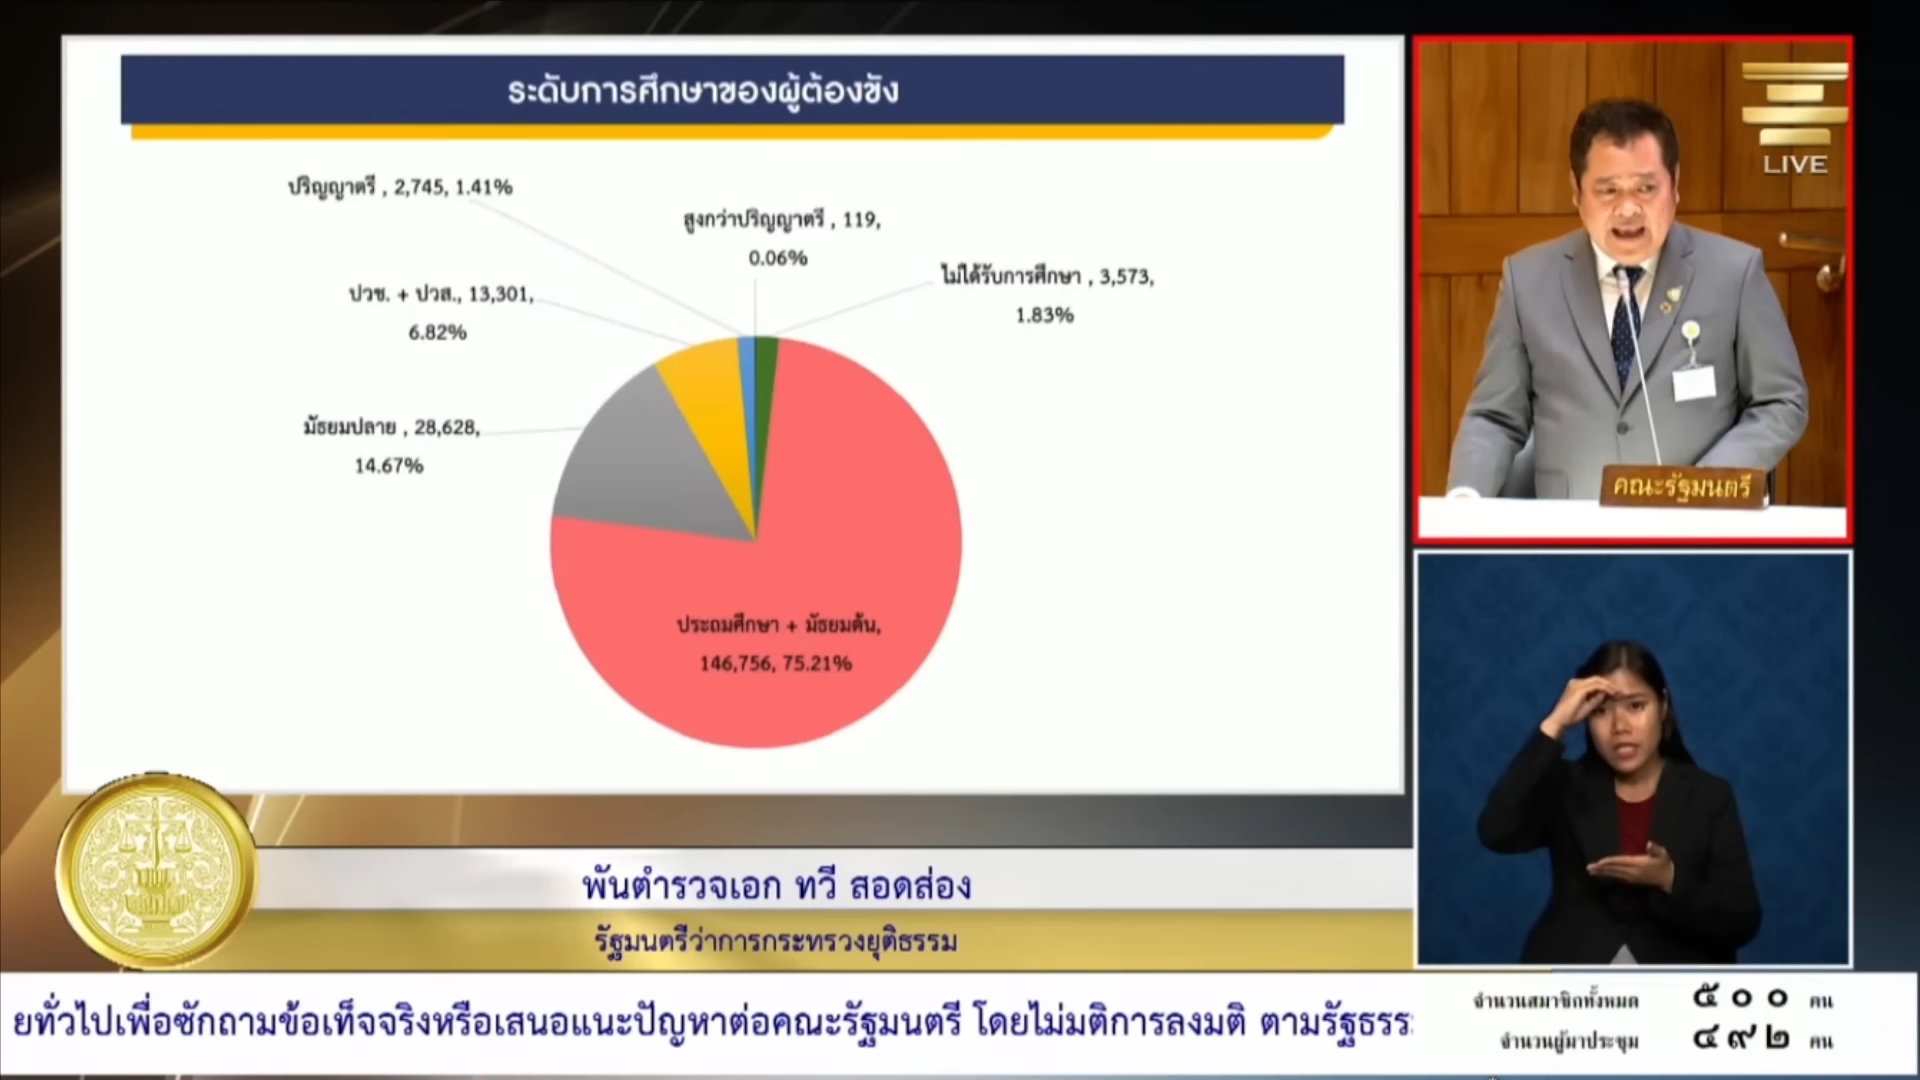 ระดับการศึกษาของผู้ต้องขัง
ปริญญาตรี , 2,745, 1.41%
สูงกว่าปริญญาตรี , 119,
0.06%
ไม่ได้รับการศึกษา , 3,573,
1.83%
ปวช. + ปวส., 13,301,
6.82%
มัธยมปลาย , 28,628,
14.67%
ประถมศึกษา + มัธยมต้น,
146,756, 75.21%
LIVE
คณะรัฐมนตรี
พันตำรวจเอก ทวี สอดส่อง
รัฐมนตรีว่าการกระทรวงยุติธรรม
ยทั่วไปเพื่อซักถามข้อเท็จจริงหรือเสนอแนะปัญหาต่อคณะรัฐมนตรี โดยไม่มติการลงมติ ตามรัฐธรร
จำนวนสมาชิกทั้งหมด ๕๐๐ คน
จำนวนผู้มาประชุม ๔๙๒ คน